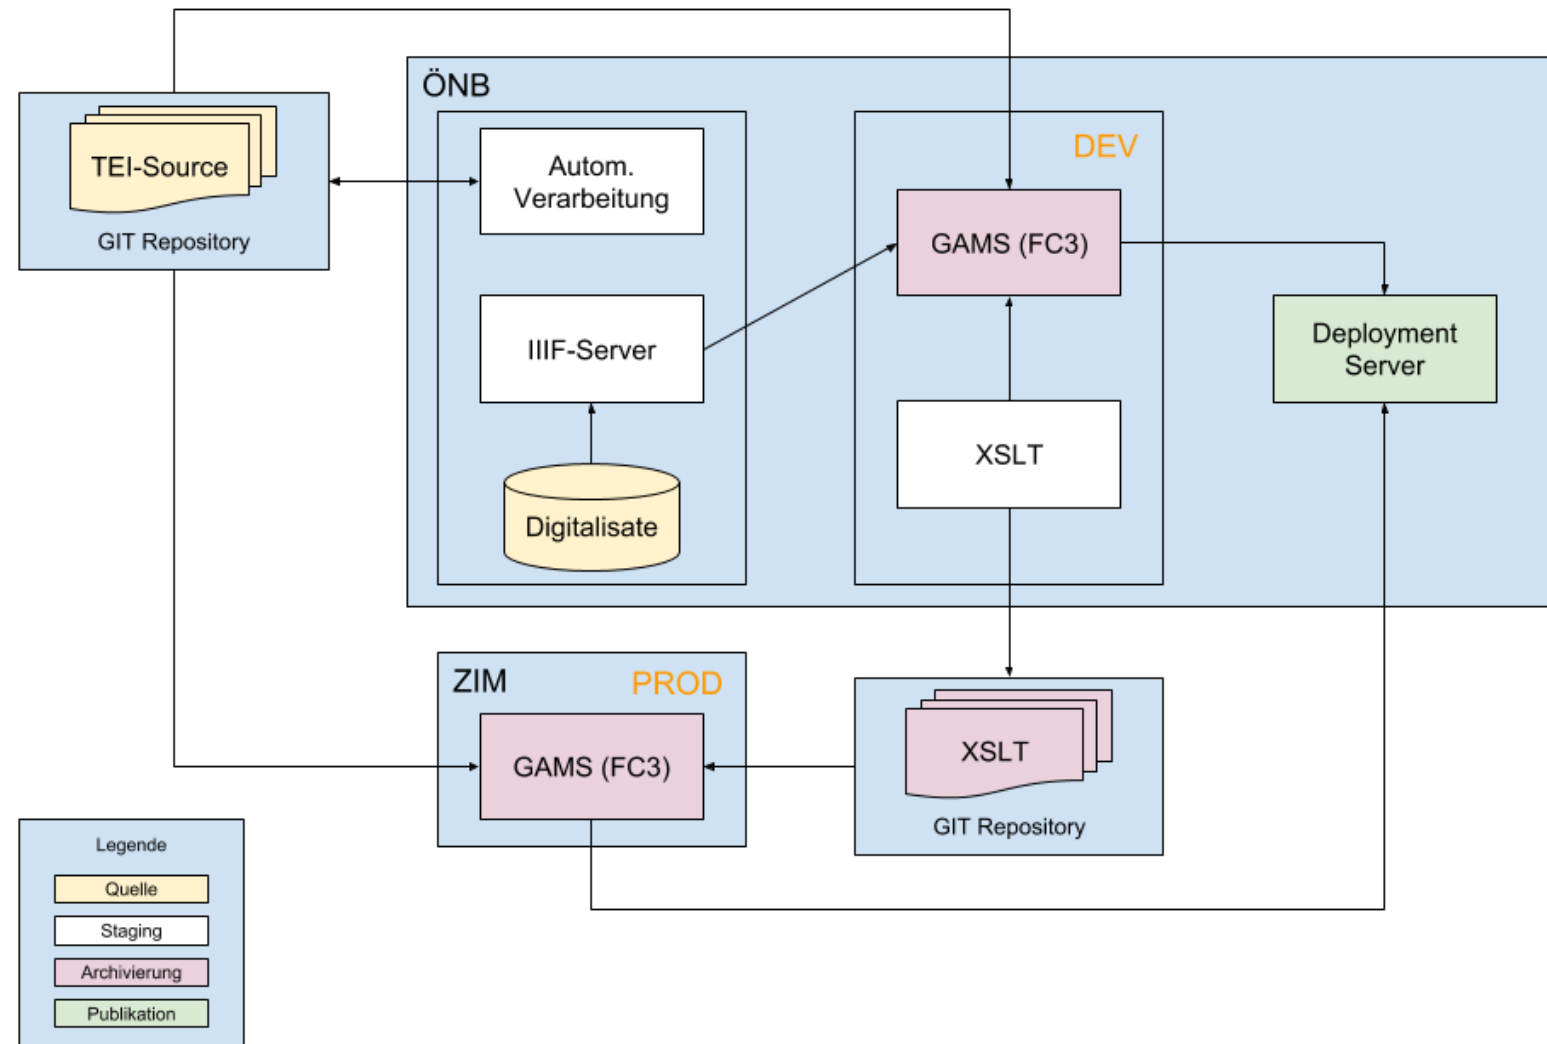 ÖNB
TEI-Source
GIT Repository
Autom.
Verarbeitung
IIIF-Server
Digitalisate
DEV
GAMS (FC3)
XSLT
Deployment
Server
ZIM
PROD
GAMS (FC3)
XSLT
GIT Repository
Legende
Quelle
Staging
Archivierung
Publikation